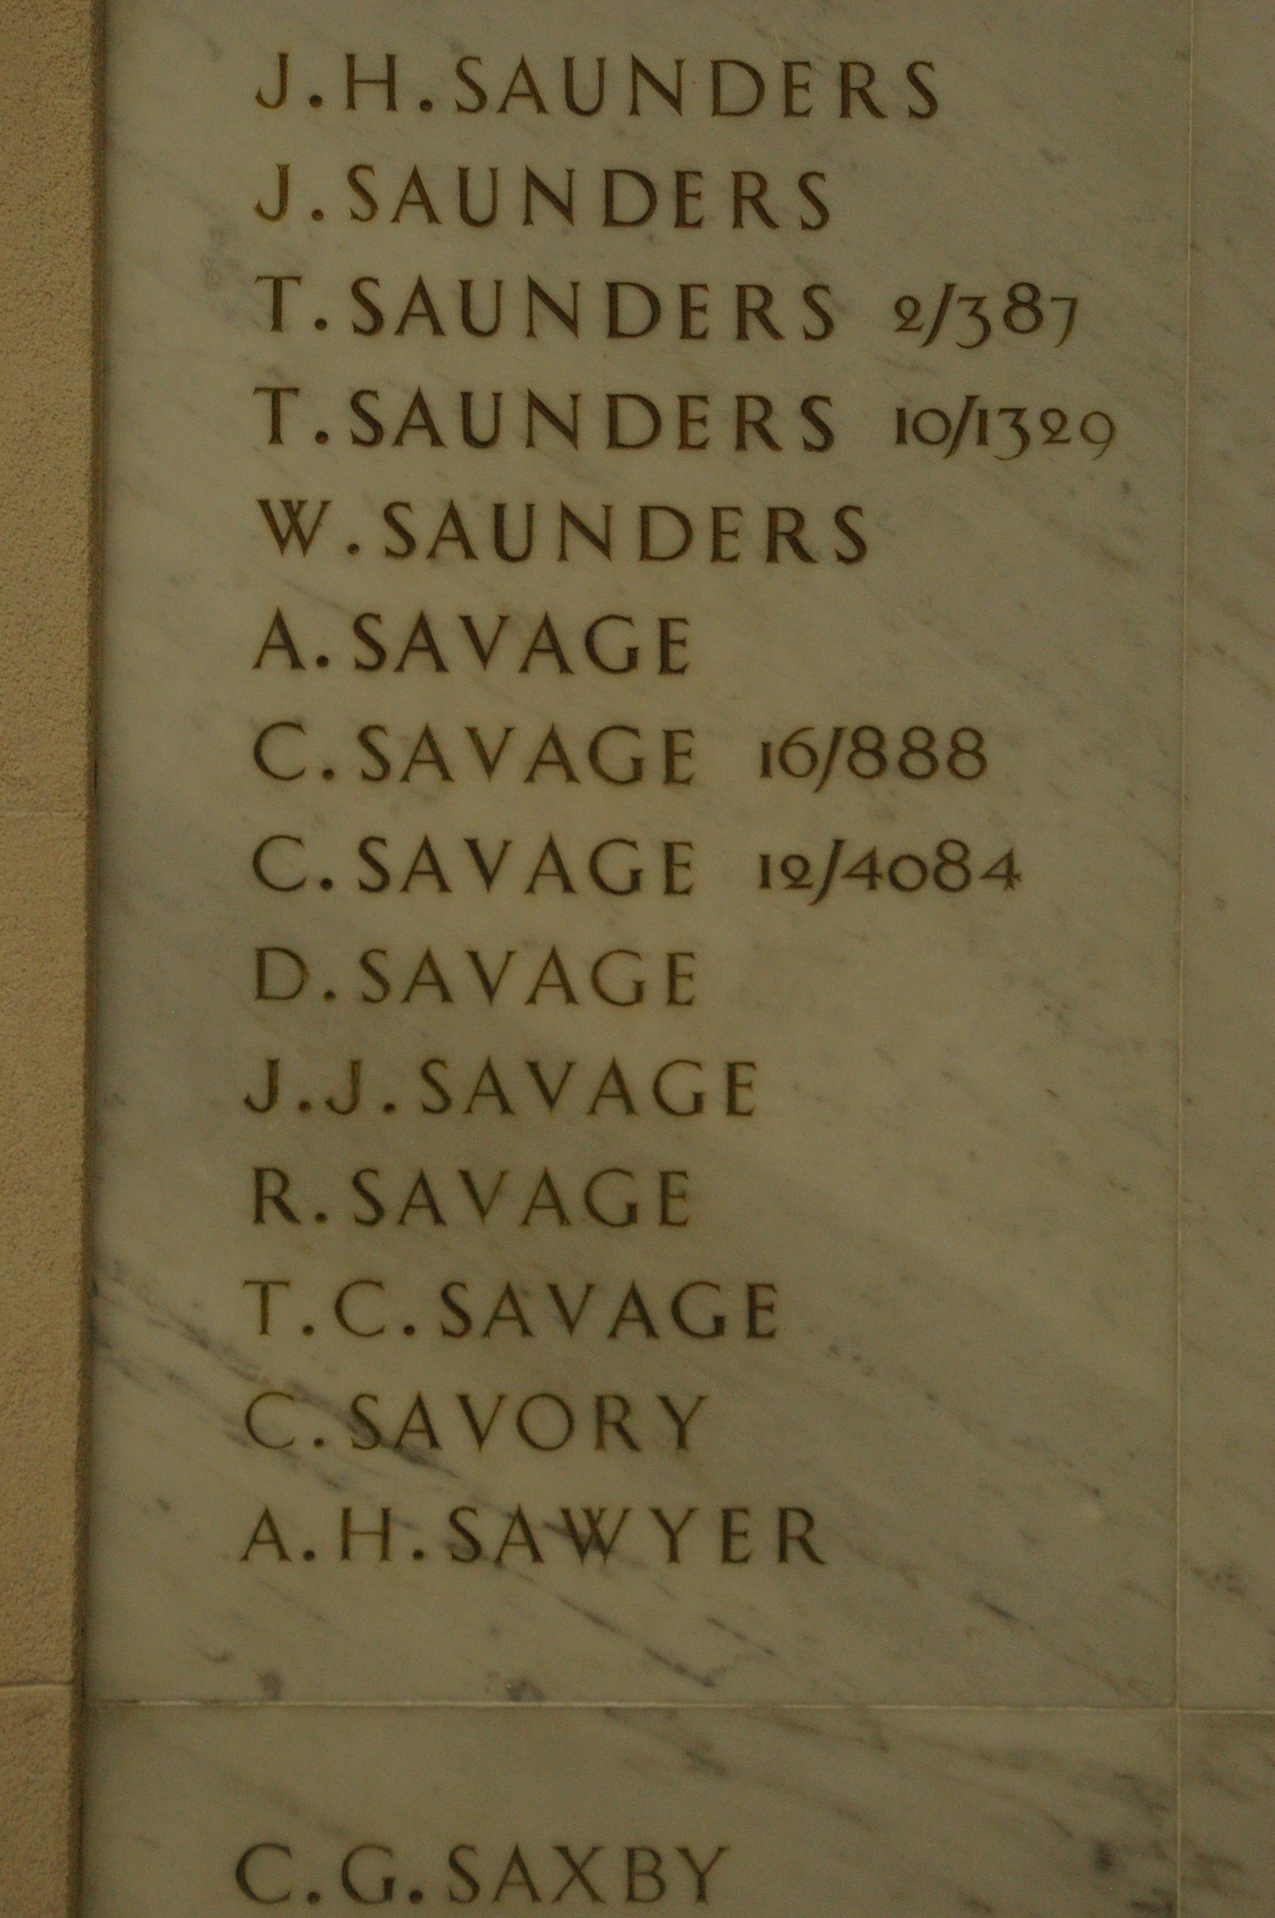 J.H.SAUNDERS
J.SAUNDERS
T.SAUNDERS 2/387
T.SAUNDERS 10/1329
W.SAUNDERS
A.SAVAGE
C.SAVAGE 16/888
C.SAVAGE 12/4084
D.SAVAGE
J.J.SAVAGE
R.SAVAGE
T.C.SAVAGE
C.SAVORY
A.H.SAWYER
C.G.SAXBY